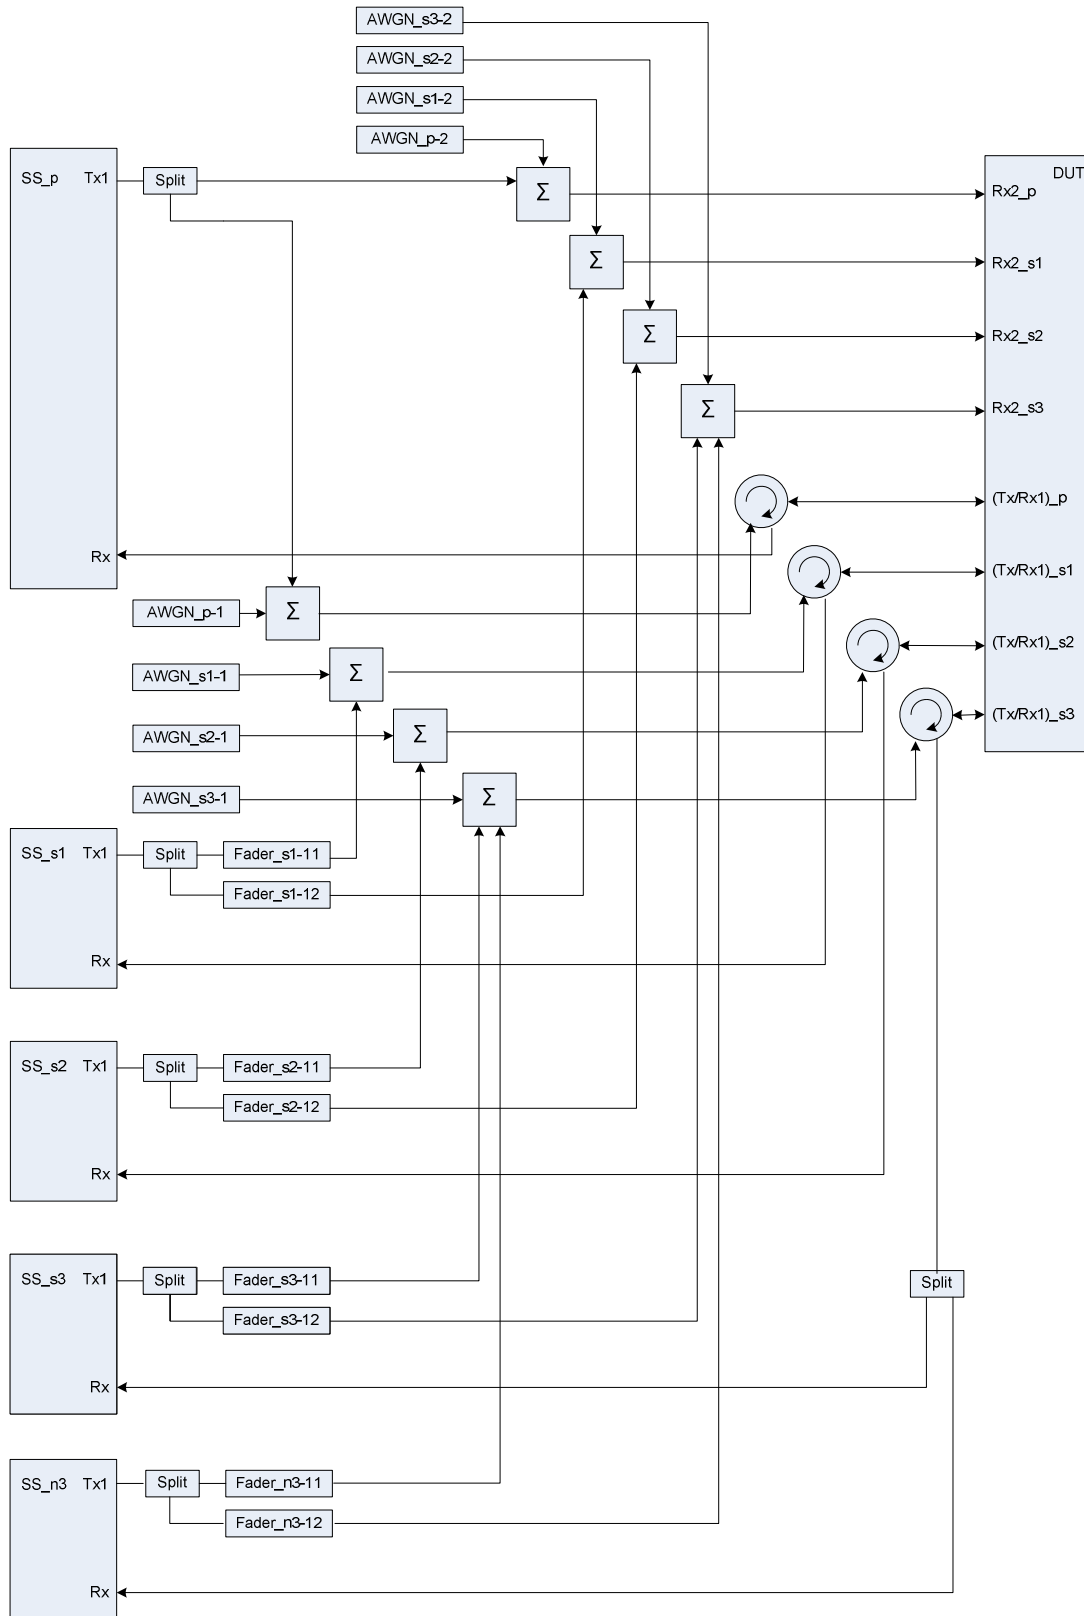 AWGN_s3-2
AWGN_s2-2
AWGN_s1-2
AWGN_p-2
SS_p Tx1
Split
Σ
DUT
Rx2_p
Σ
Rx2_s1
Σ
Rx2_s2
Σ
Rx2_s3
(Tx/Rx1)_p
Rx
(Tx/Rx1)_s1
AWGN_p-1
Σ
(Tx/Rx1)_s2
AWGN_s1-1
Σ
(Tx/Rx1)_s3
AWGN_s2-1
Σ
AWGN_s3-1
Σ
SS_s1 Tx1
Split
Fader_s1-11
Fader_s1-12
Rx
SS_s2 Tx1
Split
Fader_s2-11
Fader_s2-12
Rx
SS_s3 Tx1
Split
Fader_s3-11
Split
Fader_s3-12
Rx
SS_n3 Tx1
Split
Fader_n3-11
Fader_n3-12
Rx